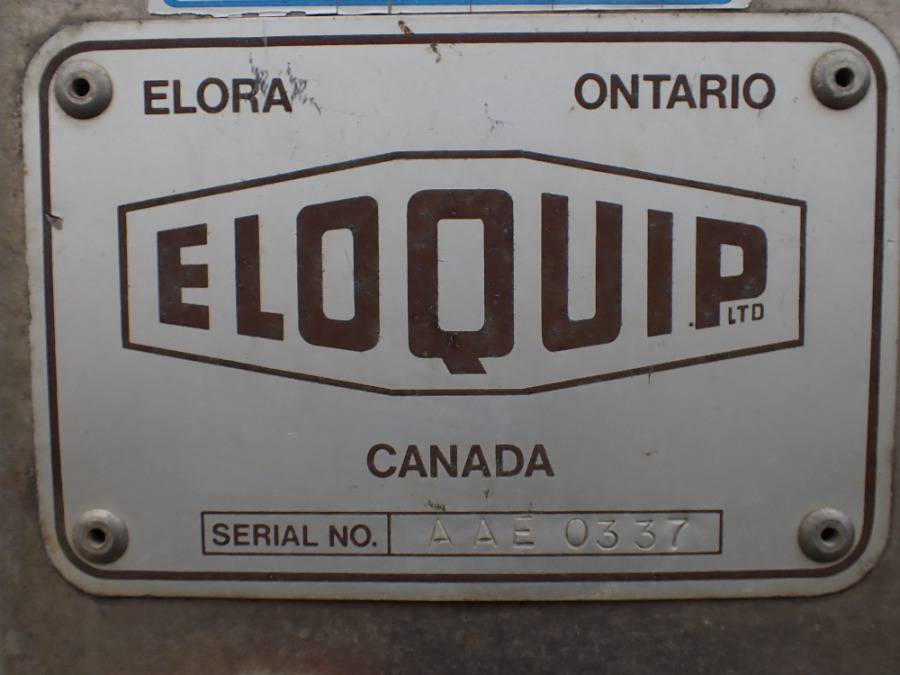 ELORA ONTARIO
ELOQUIP LTD
CANADA
SERIAL NO. AAE 0337